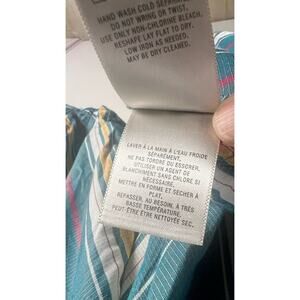 HAND WASH COLD SEPARATELY.
DO NOT WRING OR TWIST.
USE ONLY NON-CHLORINE BLEACH.
RESHAPE LAY FLAT TO DRY.
LOW IRON AS NEEDED.
MAY BE DRY CLEANED.
LAVER À LA MAIN À L'EAU FROIDE
SÉPAREMENT.
NE PAS TORDRE OU ESSORER.
UTILISER UN AGENT DE
BLANCHIMENT SANS CHLORE SI
NÉCESSAIRE.
METTRE EN FORME ET SÉCHER À
PLAT.
REPASSER, AU BESOIN, À TRÈS
BASSE TEMPÉRATURE.
PEUT-ÊTRE ÊTRE NETTOYÉ SEC.